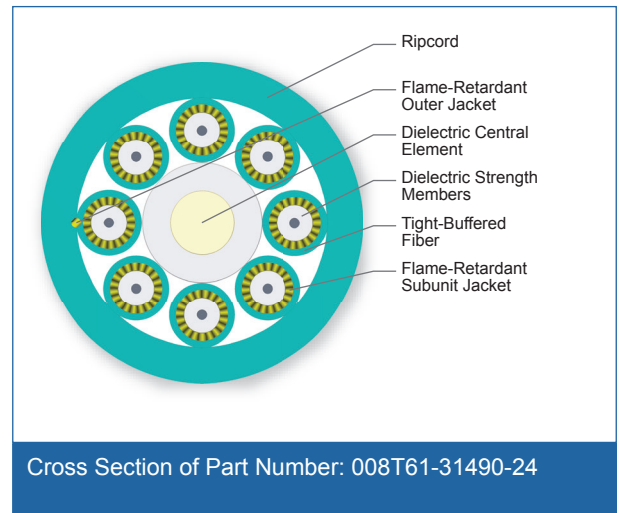 Ripcord
Flame-Retardant
Outer Jacket
Dielectric Central
Element
Dielectric Strength
Members
Tight-Buffered
Fiber
Flame-Retardant
Subunit Jacket
Cross Section of Part Number: 008T61-31490-24